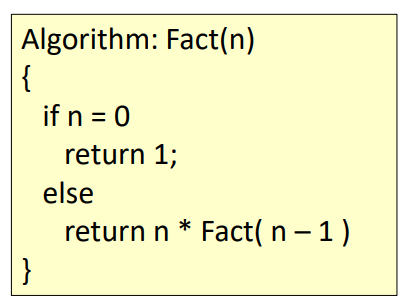 Algorithm: Fact(n)
{
if n = 0
return 1;
else
return n * Fact( n – 1 )
}